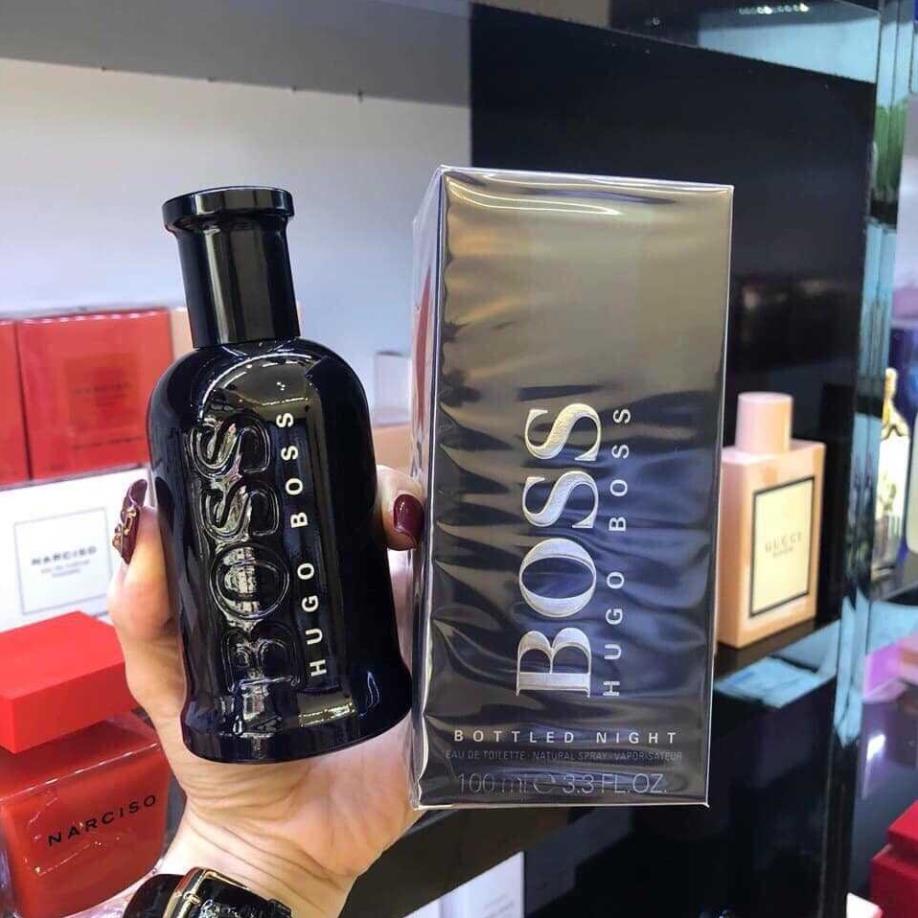 BOSS
HUGO BOSS
BOSS
HUGO BOSS
BOTTLED NIGHT
EAU DE TOILETTE · NATURAL SPRAY · VAPORISATEUR
100 ml ℮ 3.3 FL.OZ.
NARCISO
NARCISO
NARCISO
GUCCI